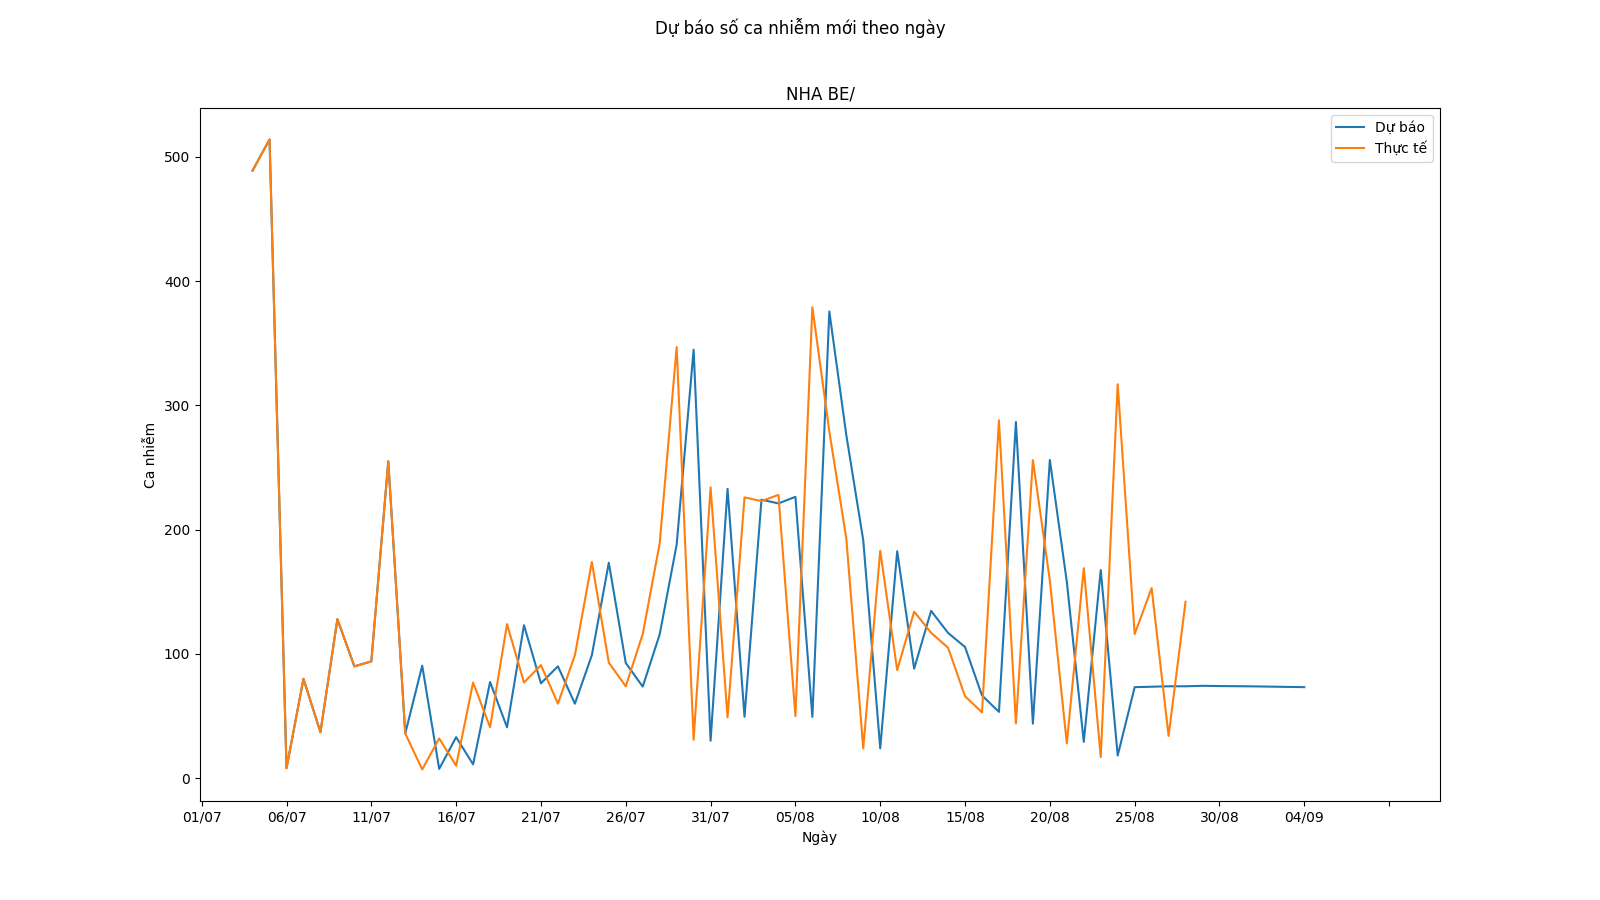 Dự báo số ca nhiễm mới theo ngày
NHA BE/
Dự báo
Thực tế
500
400
300
200
100
0
Ca nhiễm
01/07 06/07 11/07 16/07 21/07 26/07 31/07 05/08 10/08 15/08 20/08 25/08 30/08 04/09
Ngày